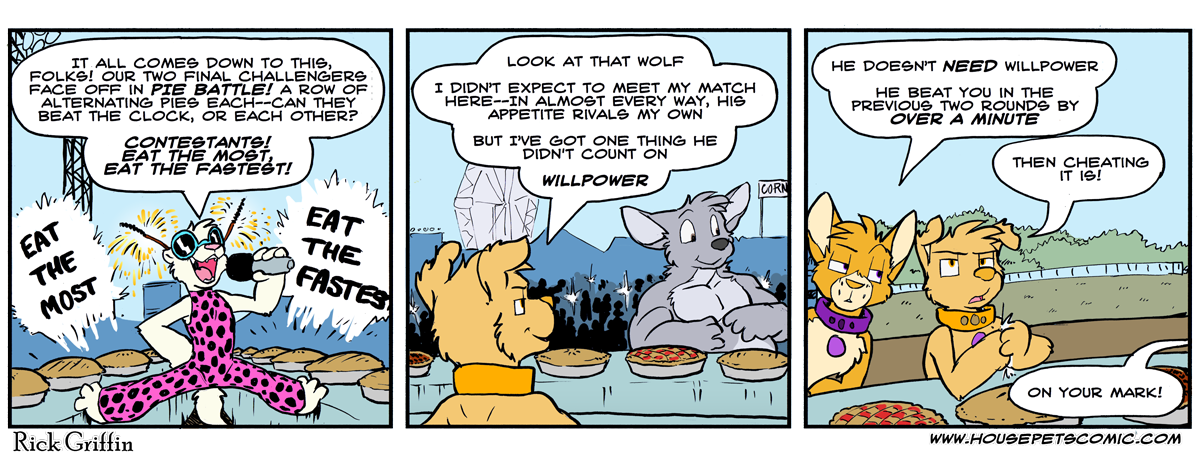 IT ALL COMES DOWN TO THIS,
FOLKS! OUR TWO FINAL CHALLENGERS
FACE OFF IN PIE BATTLE! A ROW OF
ALTERNATING PIES EACH--CAN THEY
BEAT THE CLOCK, OR EACH OTHER?
CONTESTANTS!
EAT THE MOST,
EAT THE FASTEST!
EAT
THE
MOST
EAT
THE
FASTES
LOOK AT THAT WOLF
I DIDN'T EXPECT TO MEET MY MATCH
HERE--IN ALMOST EVERY WAY, HIS
APPETITE RIVALS MY OWN
BUT I'VE GOT ONE THING HE
DIDN'T COUNT ON
WILLPOWER
CORN
HE DOESN'T NEED WILLPOWER
HE BEAT YOU IN THE
PREVIOUS TWO ROUNDS BY
OVER A MINUTE
THEN CHEATING
IT IS!
ON YOUR MARK!
Rick Griffin
WWW.HOUSEPETSCOMIC.COM